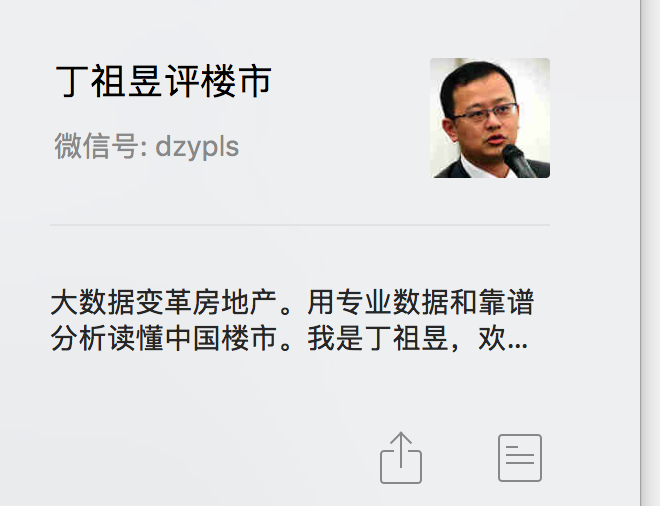 丁祖昱评楼市
微信号: dzypls
大数据变革房地产。用专业数据和靠谱
分析读懂中国楼市。我是丁祖昱，欢...